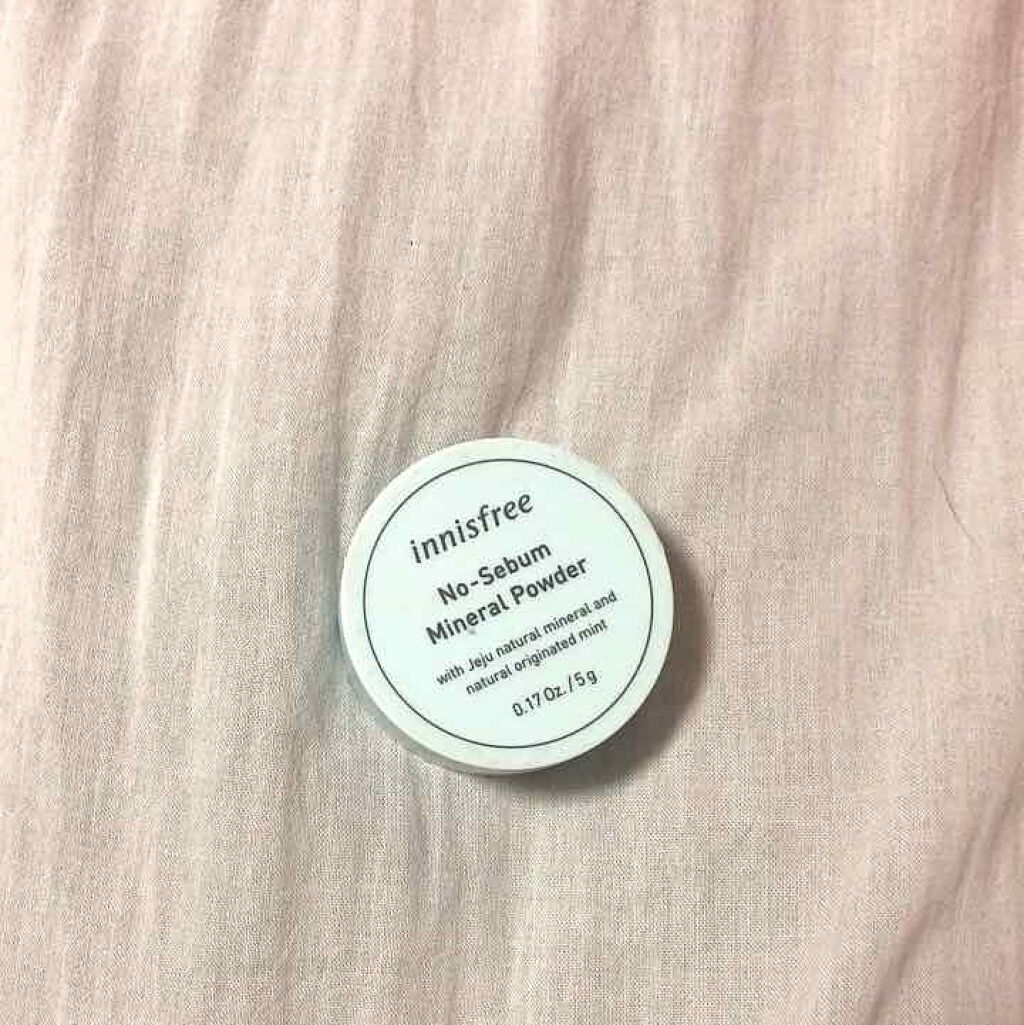 innisfree
No-Sebum
Mineral Powder
with Jeju natural mineral and
natural originated mint
0.17 Oz. / 5 g